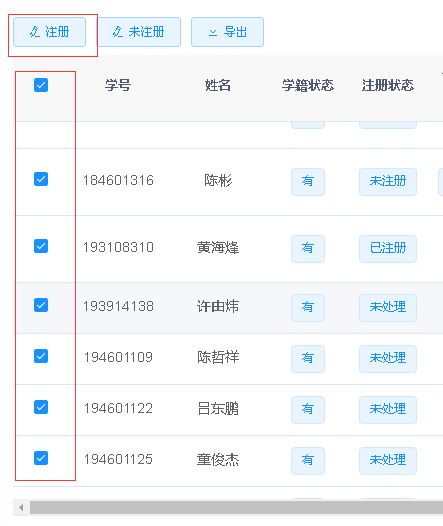 注册 未注册 导出
学号 姓名 学籍状态 注册状态
184601316 陈彬 有 未注册
193108310 黄海烽 有 已注册
193914138 许由炜 有 未处理
194601109 陈哲祥 有 未处理
194601122 吕东鹏 有 未处理
194601125 童俊杰 有 未处理